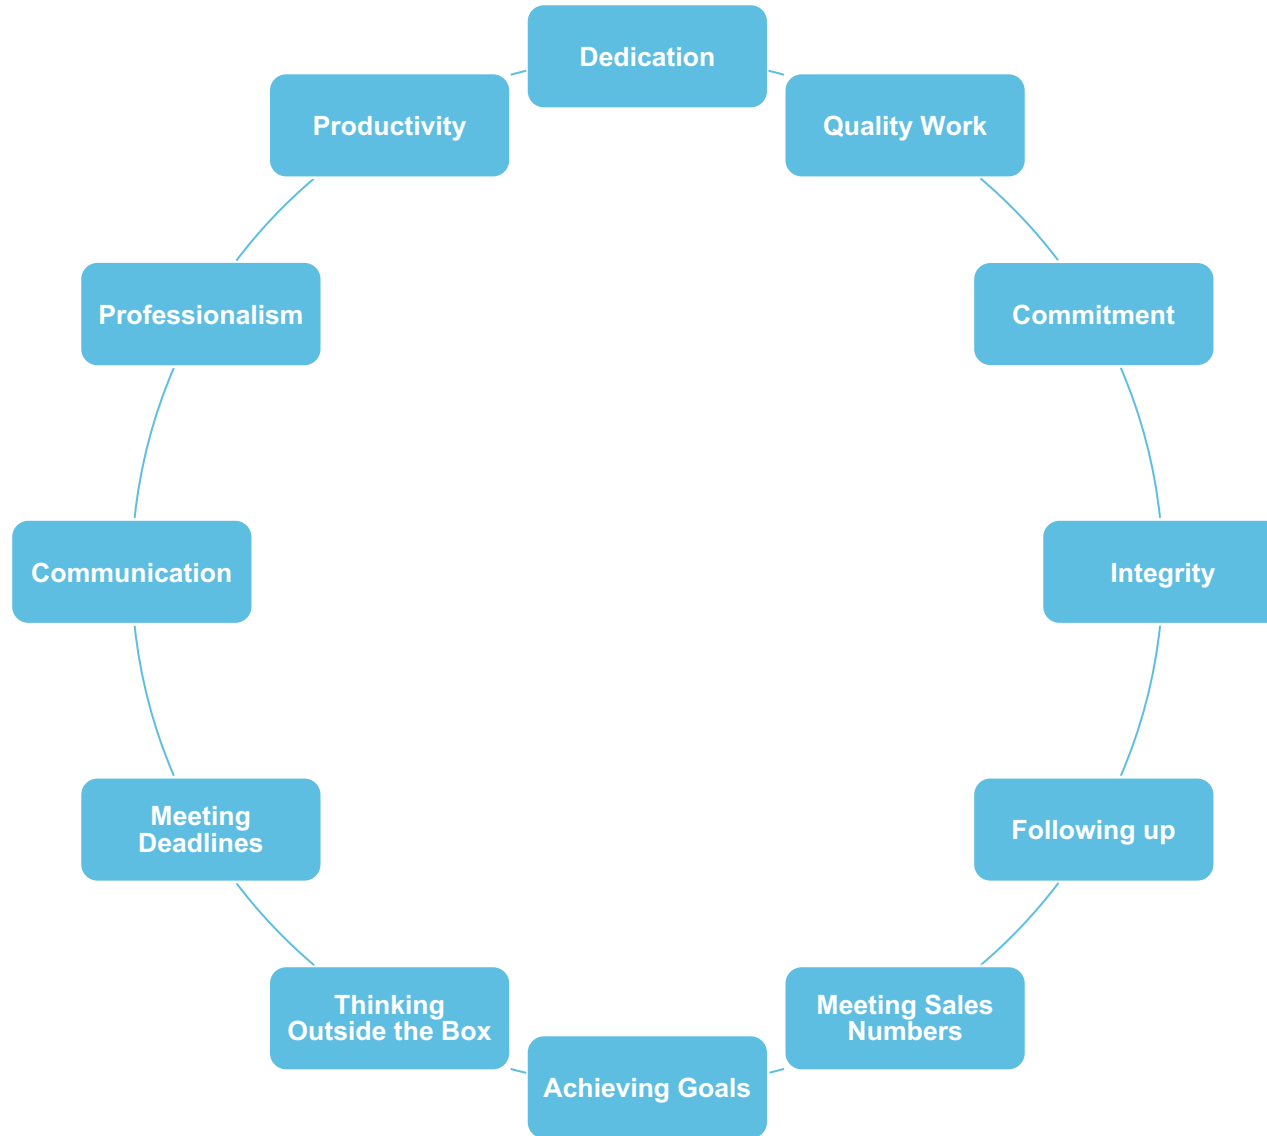 Dedication
Quality Work
Commitment
Integrity
Following up
Meeting Sales
Numbers
Achieving Goals
Thinking
Outside the Box
Meeting
Deadlines
Communication
Professionalism
Productivity